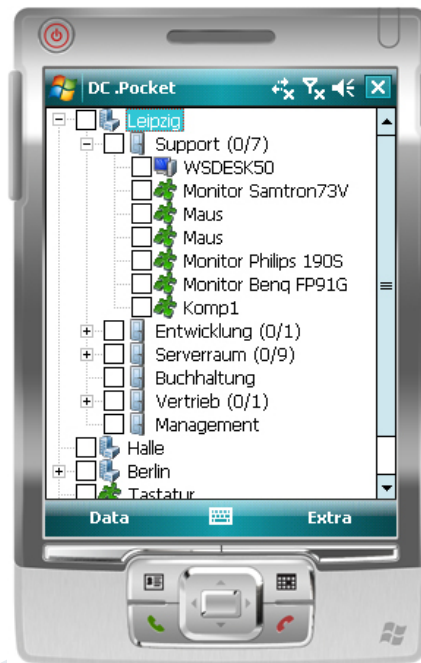 DC .Pocket
Leipzig
Support (0/7)
WSDESK50
Monitor Samtron73V
Maus
Maus
Monitor Philips 190S
Monitor Benq FP91G
Komp1
Entwicklung (0/1)
Serverraum (0/9)
Buchhaltung
Vertrieb (0/1)
Management
Halle
Berlin
Tastatur
Data Extra